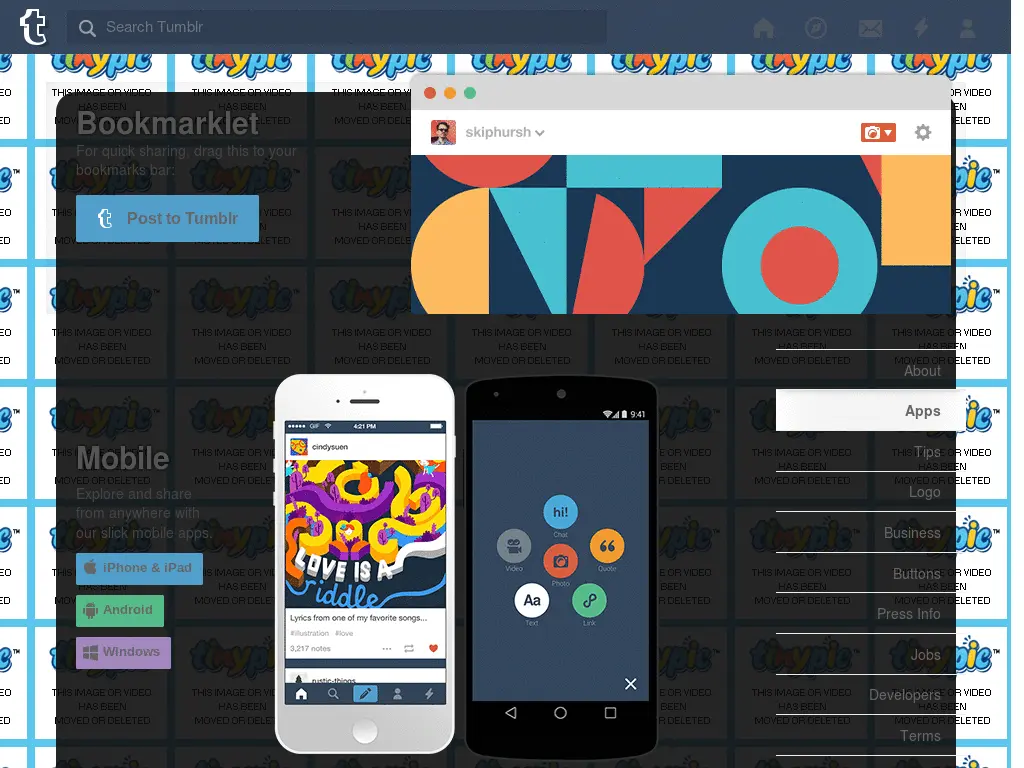 Search Tumblr
Bookmarklet
For quick sharing, drag this to your
bookmarks bar:
Post to Tumblr
skiphursh
Mobile
Explore and share
from anywhere with
our slick mobile apps.
iPhone & iPad
Android
Windows
GIF
4:21 PM
cindysuen
LOVE IS A
riddle
Lyrics from one of my favorite songs...
#illustration #love
3,217 notes
rustic-things
9:41
hi!
Chat
Video
Photo
Quote
Aa
Text
Link
About
Apps
Tips
Logo
Business
Buttons
Press Info
Jobs
Developers
Terms
tinypic™
THIS IMAGE OR VIDEO
HAS BEEN
MOVED OR DELETED